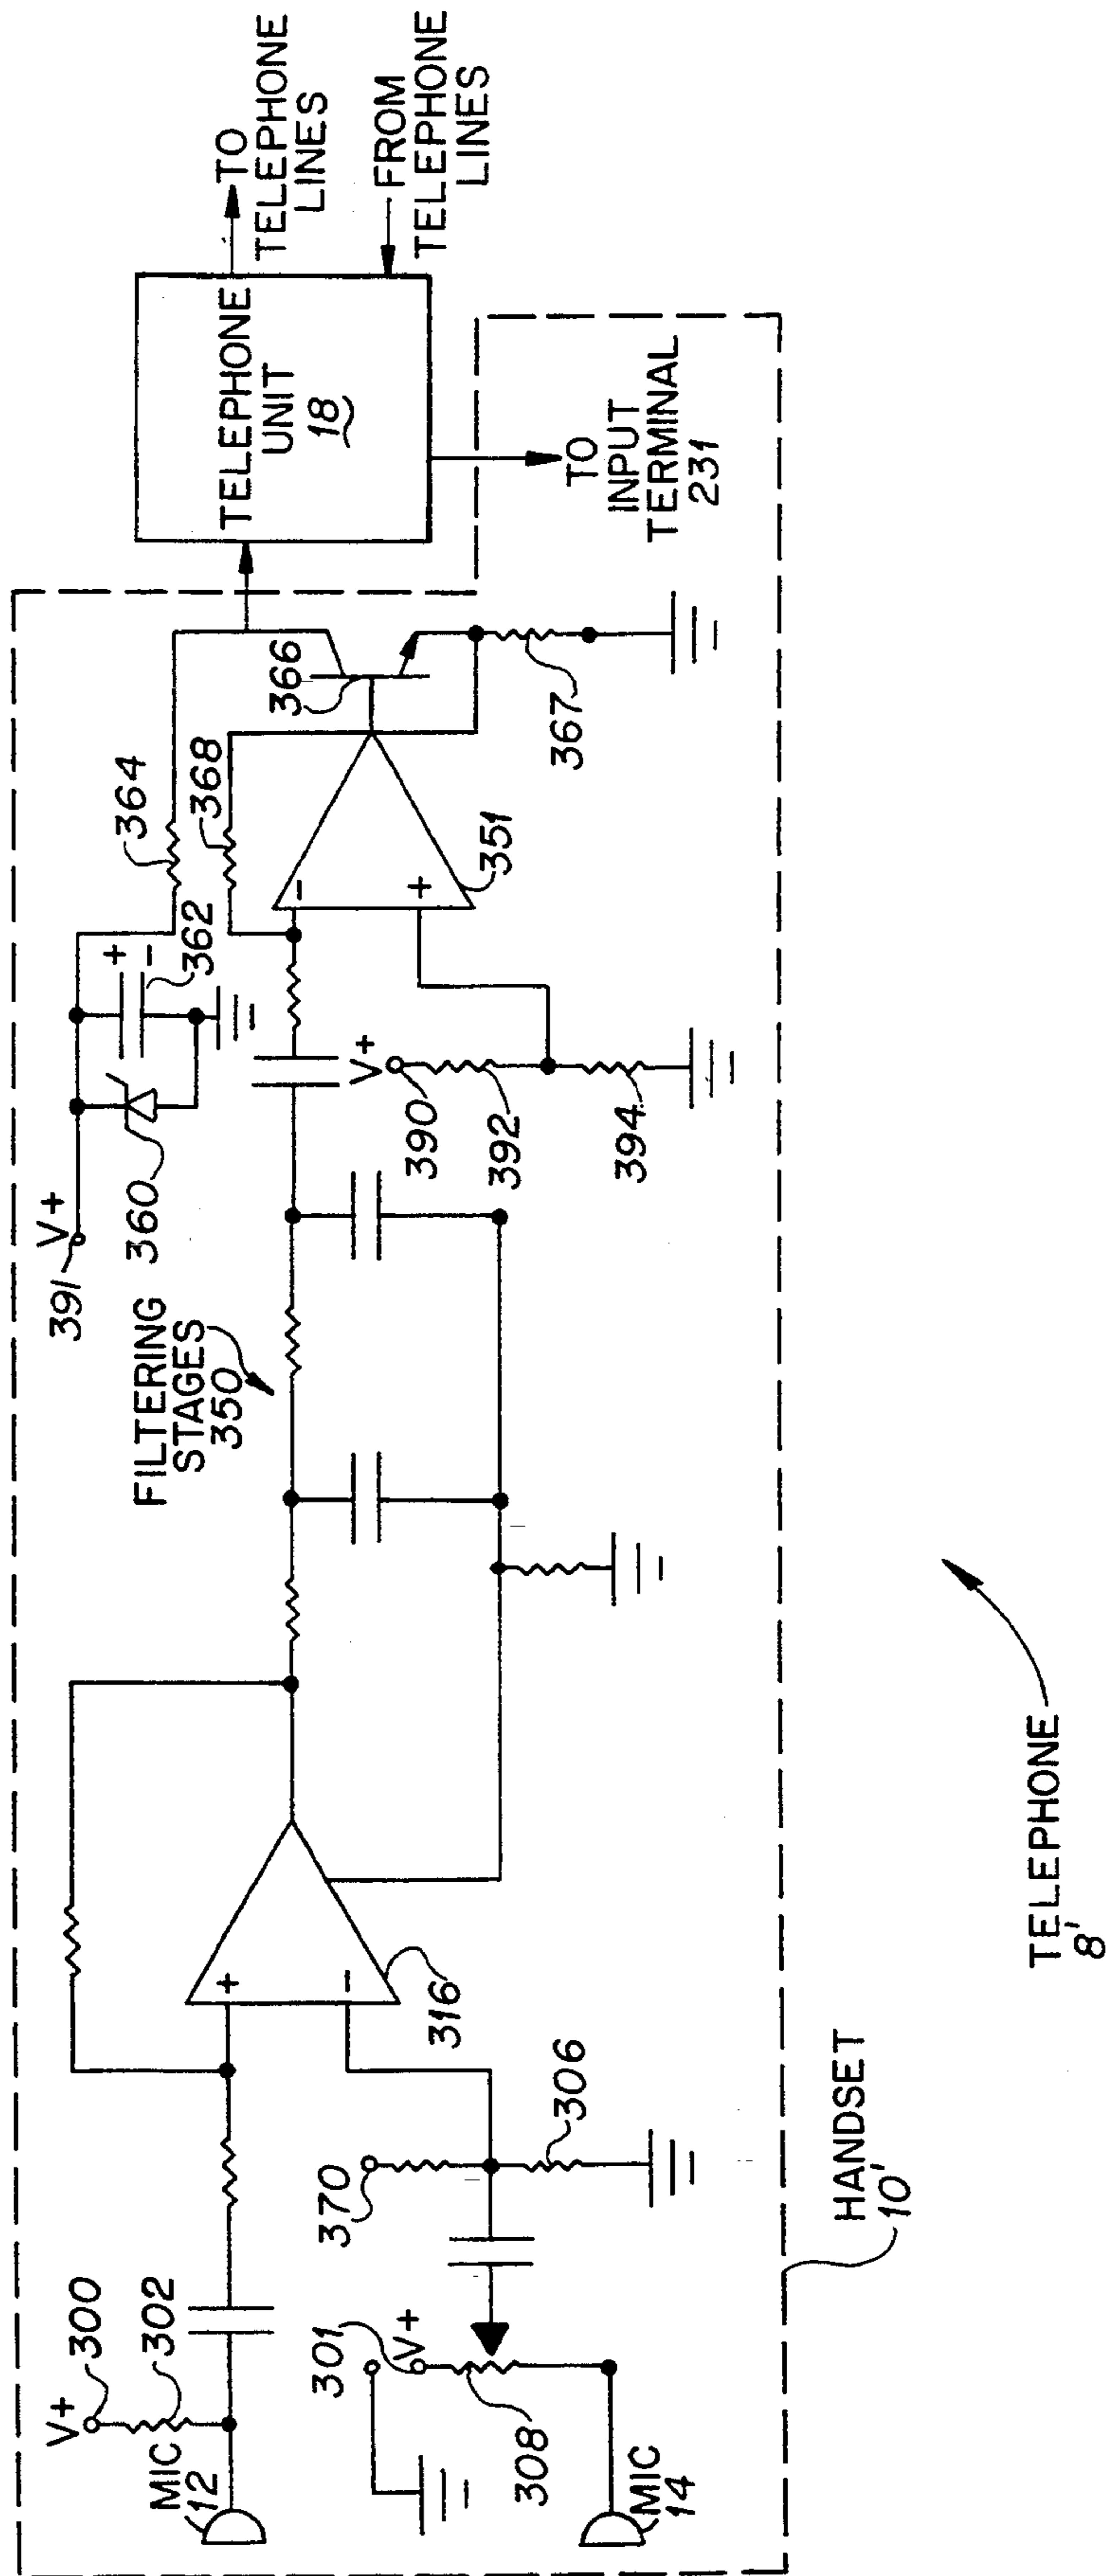 V+
300
302
MIC
12
301
V+
308
MIC
14
370
306
+
-
316
FILTERING
STAGES
350
V+
391
360
+
-
362
364
368
366
-
+
351
V+
390
392
394
367
TELEPHONE
UNIT
18
TO
TELEPHONE
LINES
FROM
TELEPHONE
LINES
TO
INPUT
TERMINAL
231
HANDSET
10'
TELEPHONE
8'